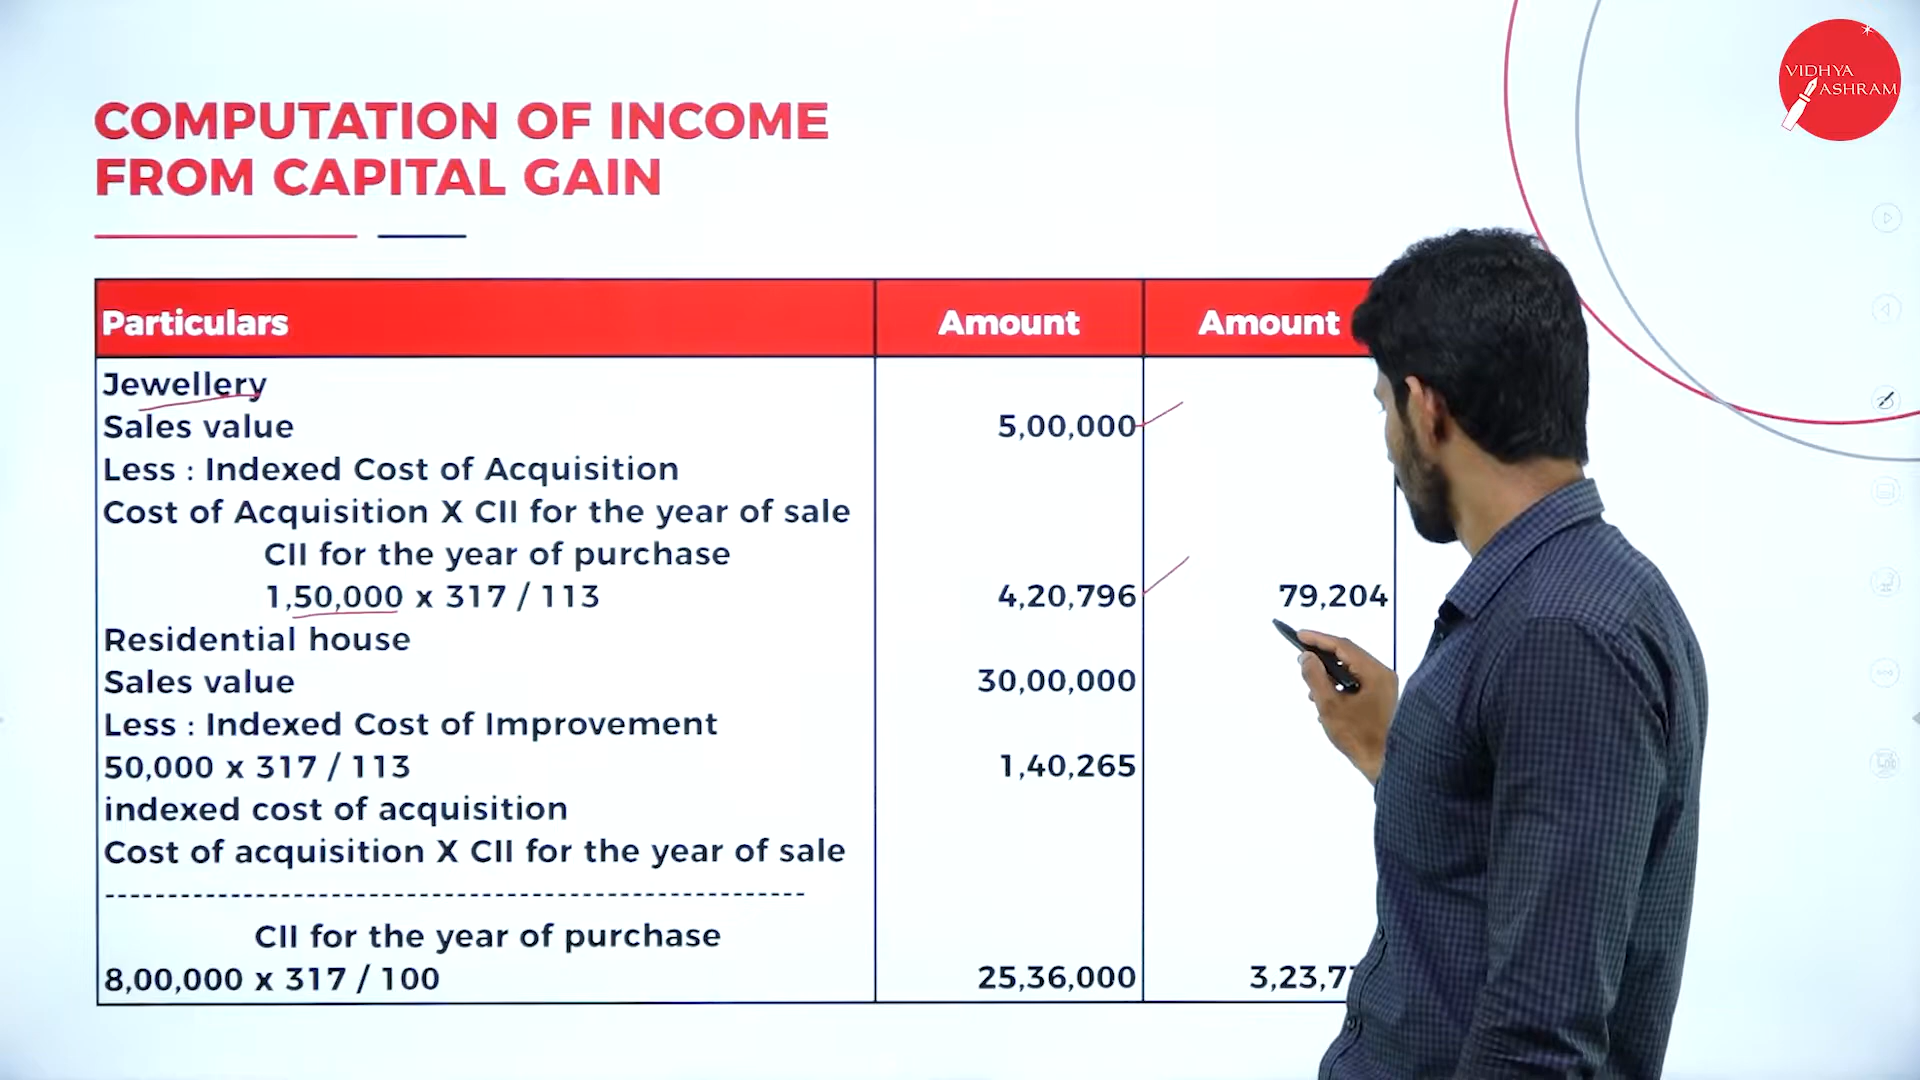 VIDHYA
ASHRAM
COMPUTATION OF INCOME
FROM CAPITAL GAIN
Particulars Amount Amount
Jewellery
Sales value 5,00,000
Less : Indexed Cost of Acquisition
Cost of Acquisition X CII for the year of sale
CII for the year of purchase
1,50,000 x 317 / 113 4,20,796 79,204
Residential house
Sales value 30,00,000
Less : Indexed Cost of Improvement
50,000 x 317 / 113 1,40,265
indexed cost of acquisition
Cost of acquisition X CII for the year of sale
--------------------------------------------------------
CII for the year of purchase
8,00,000 x 317 / 100 25,36,000